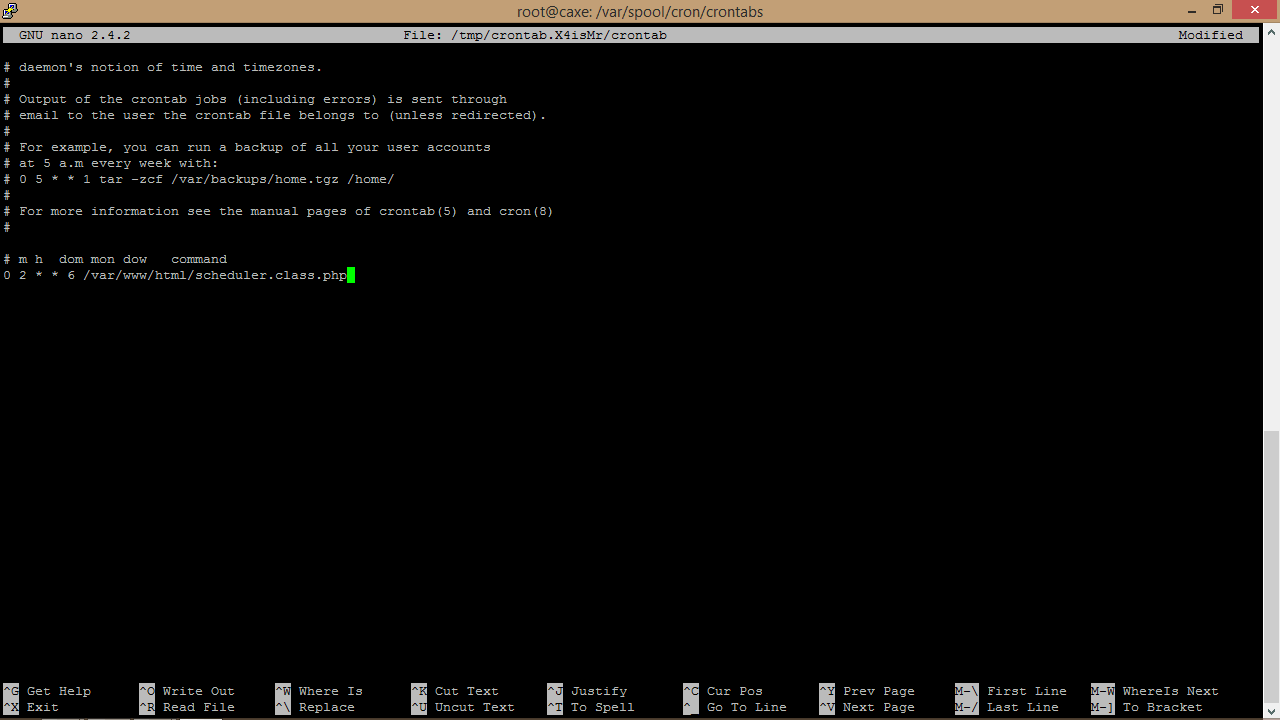 root@caxe: /var/spool/cron/crontabs
GNU nano 2.4.2 File: /tmp/crontab.X4isMr/crontab Modified
# daemon's notion of time and timezones.
#
# Output of the crontab jobs (including errors) is sent through
# email to the user the crontab file belongs to (unless redirected).
#
# For example, you can run a backup of all your user accounts
# at 5 a.m every week with:
# 0 5 * * 1 tar -zcf /var/backups/home.tgz /home/
#
# For more information see the manual pages of crontab(5) and cron(8)
#
# m h  dom mon dow   command
0 2 * * 6 /var/www/html/scheduler.class.php
^G Get Help ^O Write Out ^W Where Is ^K Cut Text ^J Justify ^C Cur Pos ^Y Prev Page M-\ First Line M-W WhereIs Next
^X Exit ^R Read File ^\ Replace ^U Uncut Text ^T To Spell ^_ Go To Line ^V Next Page M-/ Last Line M-] To Bracket